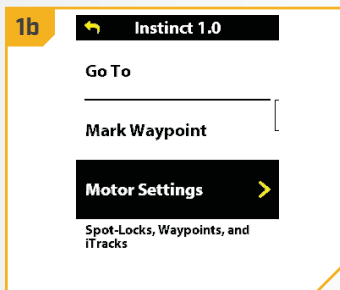 1b
Instinct 1.0
Go To
Mark Waypoint
Motor Settings
Spot-Locks, Waypoints, and
iTracks